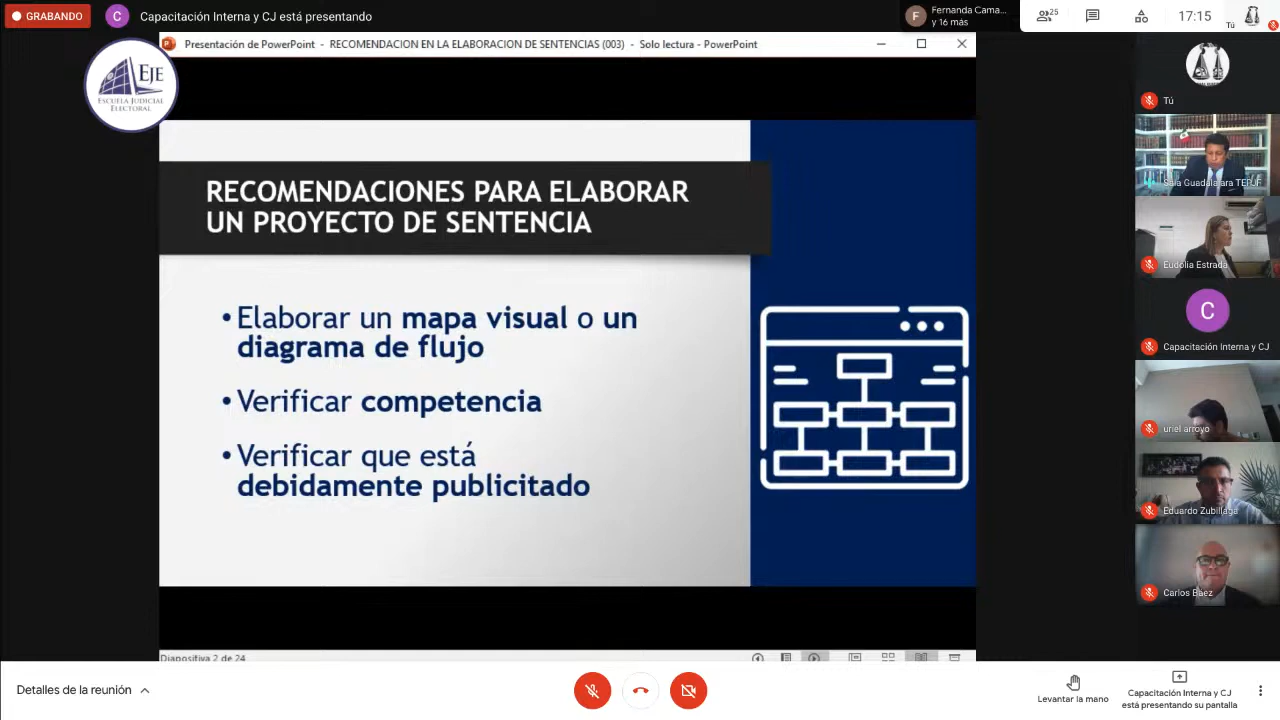 GRABANDO
C
Capacitación Interna y CJ está presentando
F
Fernanda Cama...
y 16 más
25
17:15
Tú
Presentación de PowerPoint - RECOMENDACION EN LA ELABORACION DE SENTENCIAS (003) - Solo lectura - PowerPoint
EJE
ESCUELA JUDICIAL
ELECTORAL
RECOMENDACIONES PARA ELABORAR
UN PROYECTO DE SENTENCIA
• Elaborar un mapa visual o un
diagrama de flujo
• Verificar competencia
• Verificar que está
debidamente publicitado
Diapositiva 2 de 24
Tú
Sala Guadalajara TEPJF
Eudolia Estrada
C
Capacitación Interna y CJ
uriel arroyo
Eduardo Zubillaga
Carlos Baez
Detalles de la reunión
Levantar la mano
Capacitación Interna y CJ
está presentando su pantalla